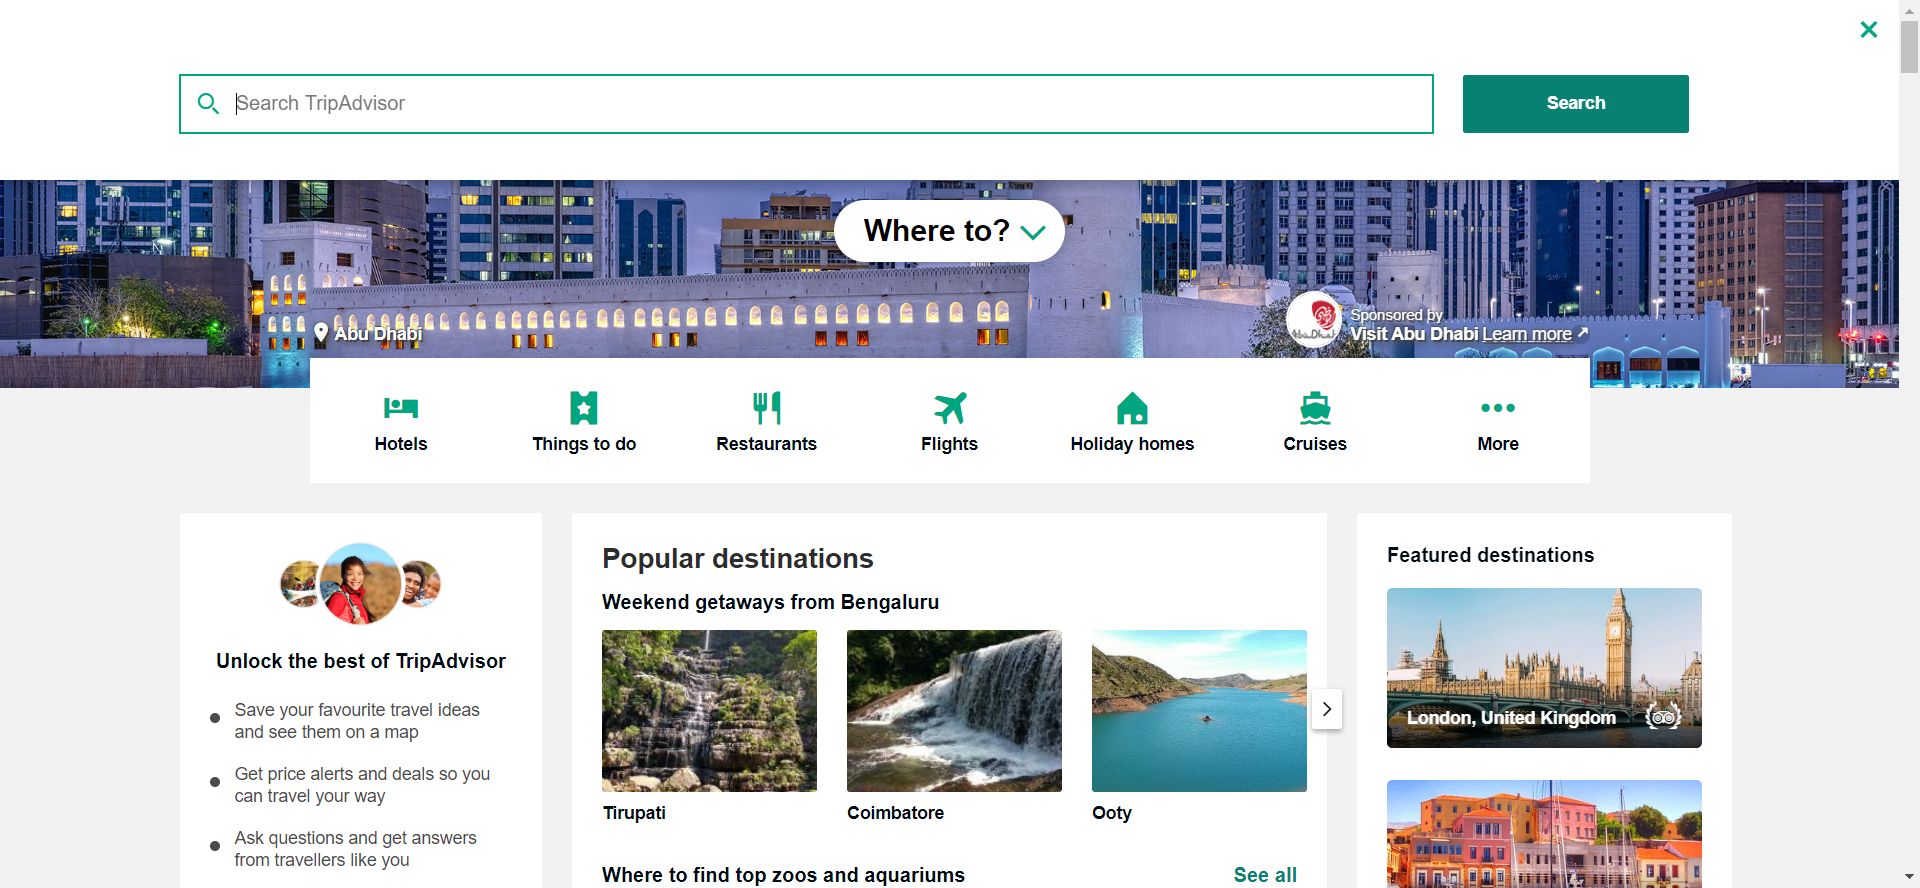 Search TripAdvisor
Search
Where to?
Abu Dhabi
Sponsored by
Visit Abu Dhabi Learn more
Hotels
Things to do
Restaurants
Flights
Holiday homes
Cruises
More
Unlock the best of TripAdvisor
Save your favourite travel ideas
and see them on a map
Get price alerts and deals so you
can travel your way
Ask questions and get answers
from travellers like you
Popular destinations
Weekend getaways from Bengaluru
Tirupati
Coimbatore
Ooty
Where to find top zoos and aquariums
See all
Featured destinations
London, United Kingdom